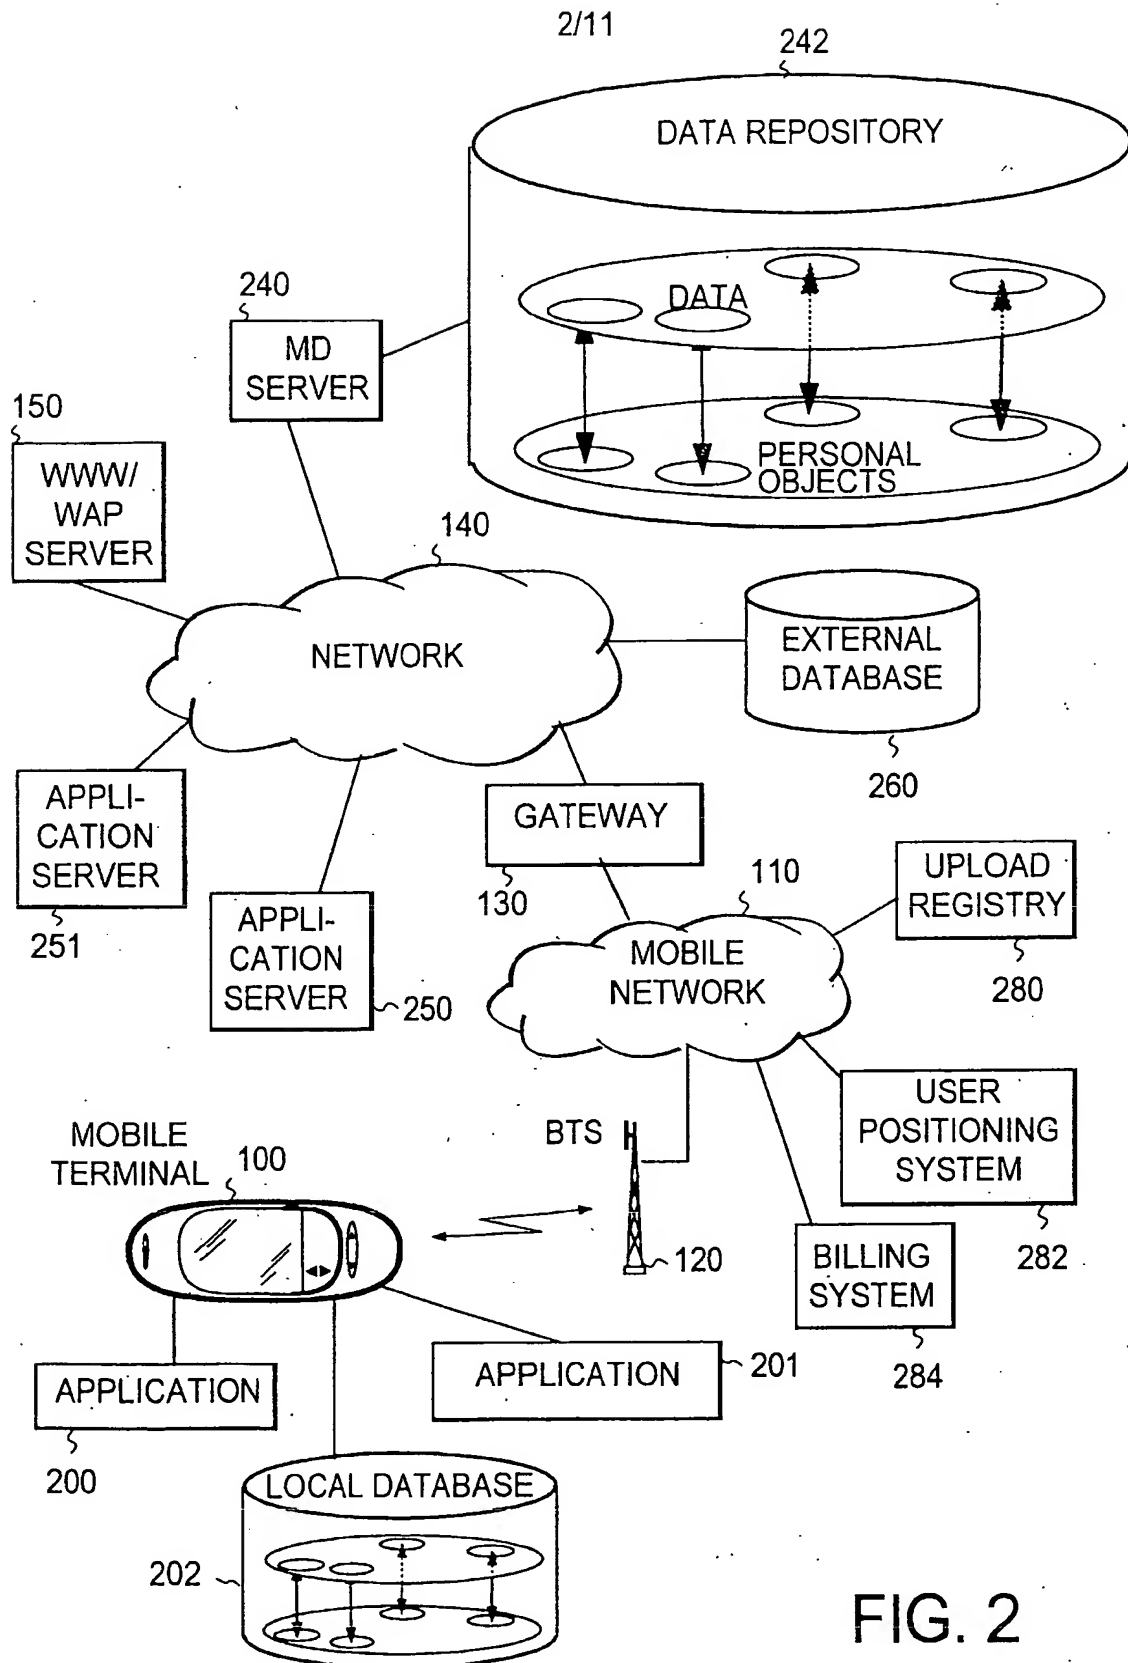 2/11
242
DATA REPOSITORY
DATA
PERSONAL
OBJECTS
240
MD
SERVER
150
WWW/
WAP
SERVER
140
NETWORK
EXTERNAL
DATABASE
260
APPLI-
CATION
SERVER
251
APPLI-
CATION
SERVER
250
GATEWAY
130
110
MOBILE
NETWORK
UPLOAD
REGISTRY
280
USER
POSITIONING
SYSTEM
282
BILLING
SYSTEM
284
BTS
120
MOBILE
TERMINAL
100
APPLICATION
200
APPLICATION
201
LOCAL DATABASE
202
FIG. 2